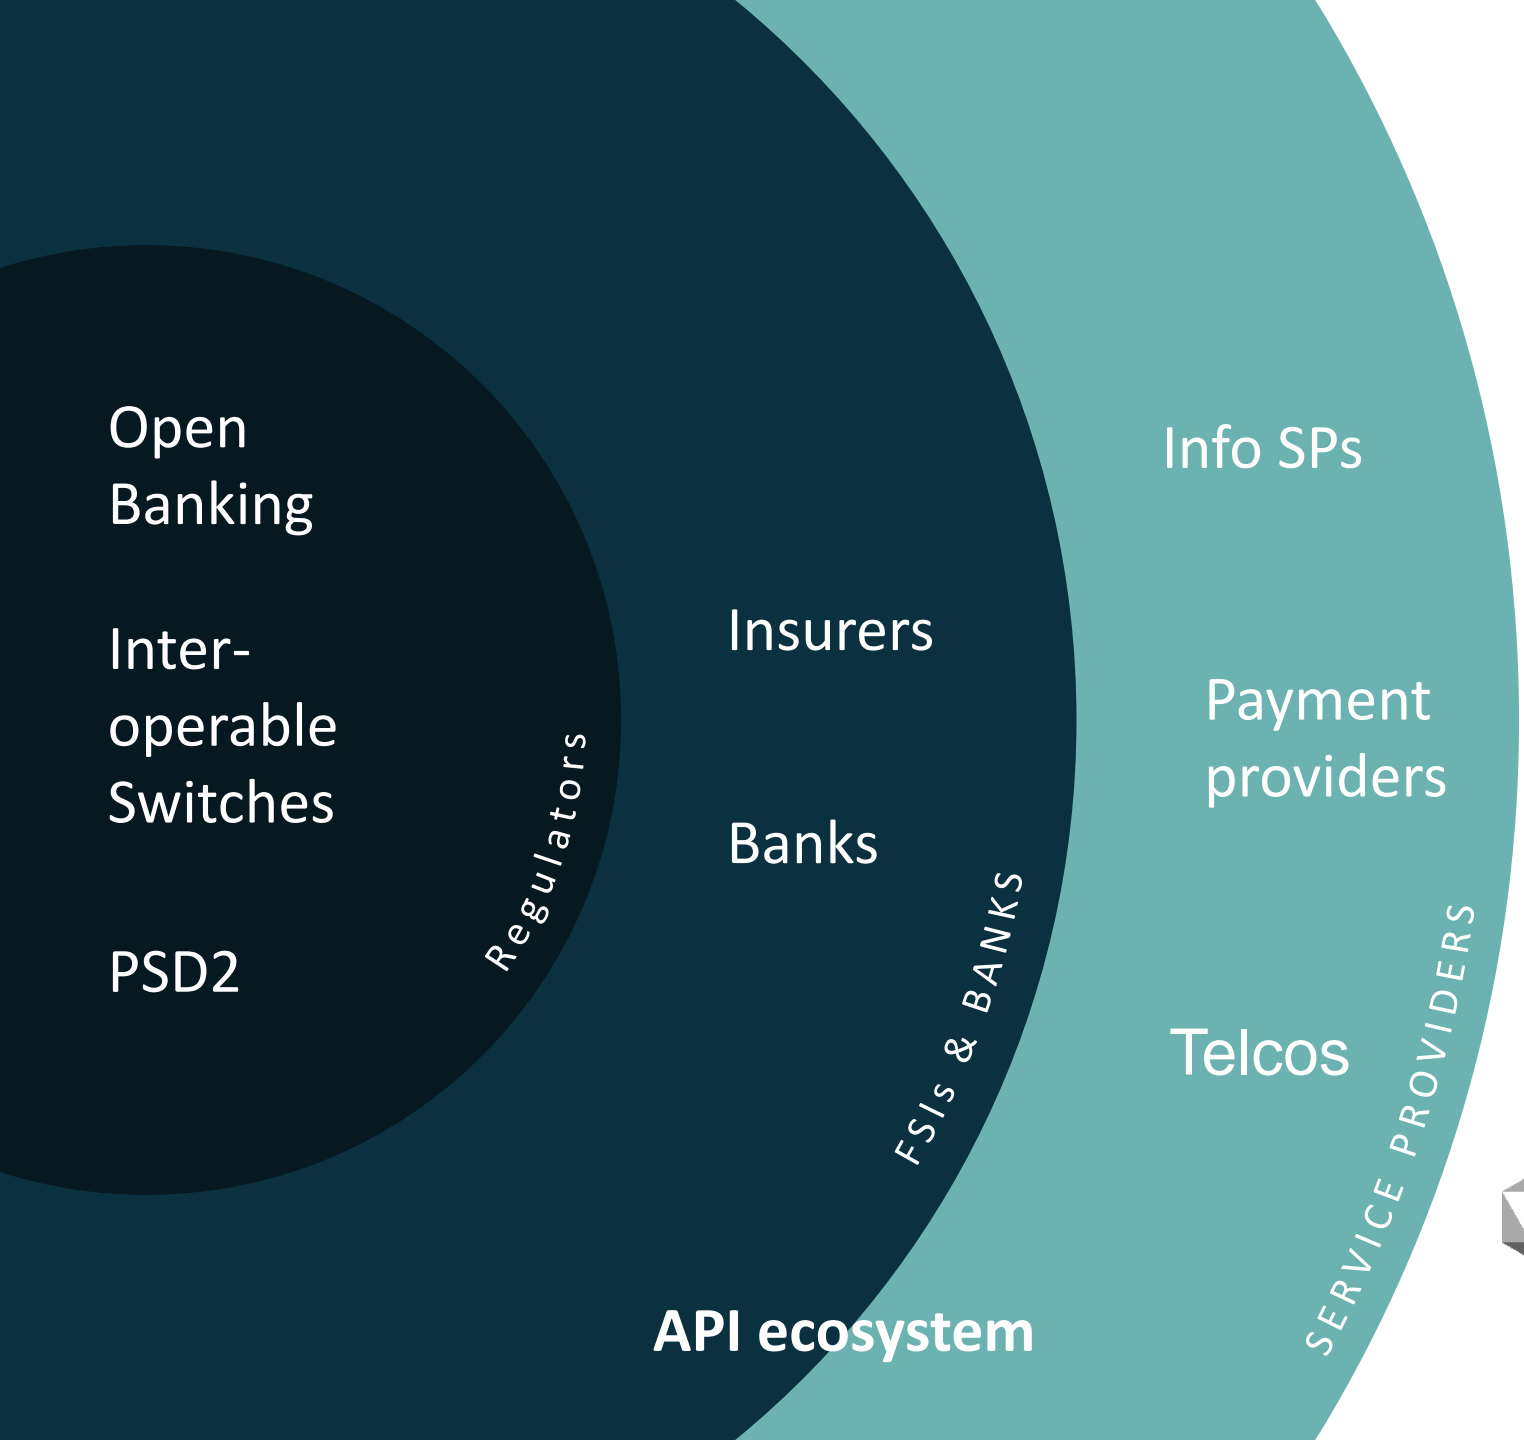 Open
Banking
Inter-
operable
Switches
PSD2
Regulators
Insurers
Banks
FSIs & BANKS
Info SPs
Payment
providers
Telcos
SERVICE PROVIDERS
API ecosystem